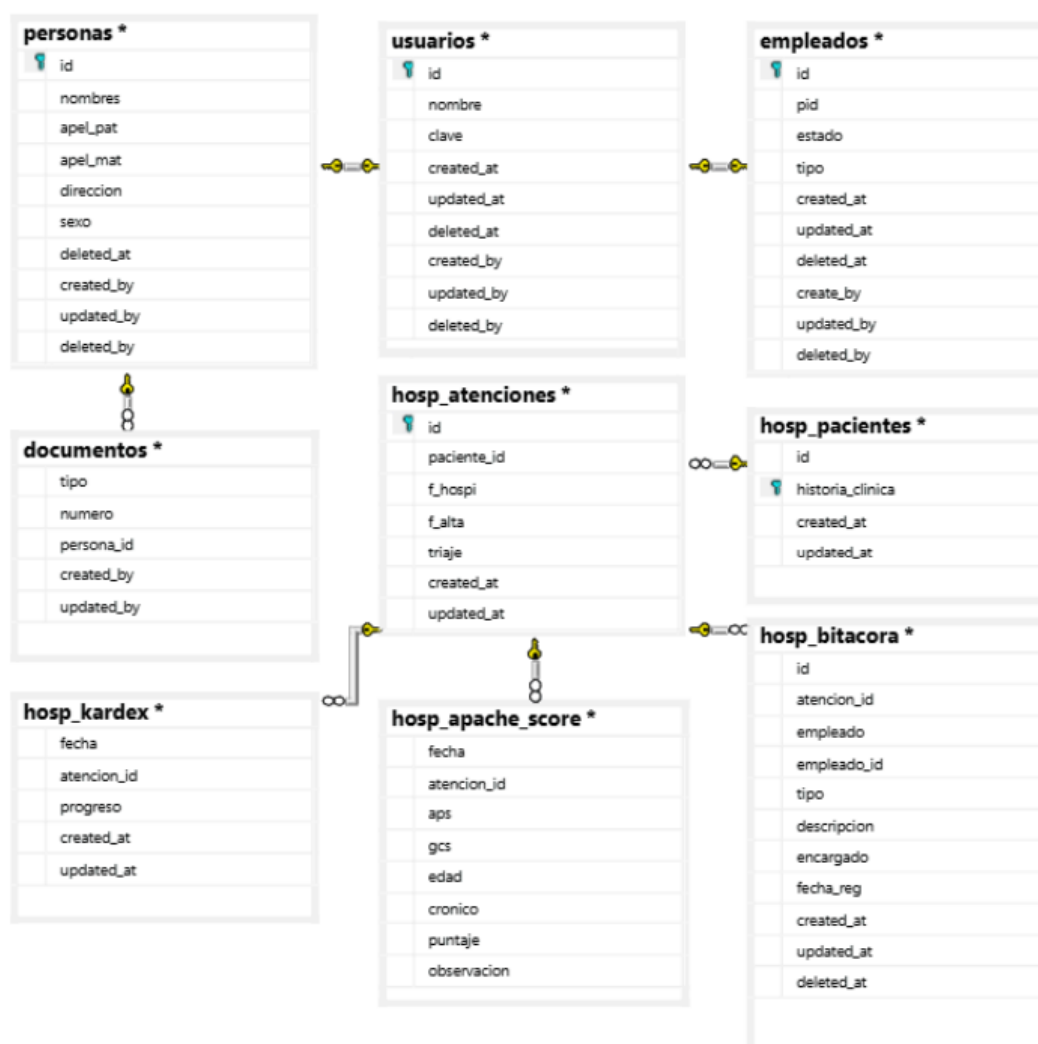 personas *
id
nombres
apel_pat
apel_mat
direccion
sexo
deleted_at
created_by
updated_by
deleted_by
usuarios *
id
nombre
clave
created_at
updated_at
deleted_at
created_by
updated_by
deleted_by
empleados *
id
pid
estado
tipo
created_at
updated_at
deleted_at
create_by
updated_by
deleted_by
documentos *
tipo
numero
persona_id
created_by
updated_by
hosp_atenciones *
id
paciente_id
f_hospi
f_alta
triaje
created_at
updated_at
hosp_pacientes *
id
historia_clinica
created_at
updated_at
hosp_kardex *
fecha
atencion_id
progreso
created_at
updated_at
hosp_apache_score *
fecha
atencion_id
aps
gcs
edad
cronico
puntaje
observacion
hosp_bitacora *
id
atencion_id
empleado
empleado_id
tipo
descripcion
encargado
fecha_reg
created_at
updated_at
deleted_at